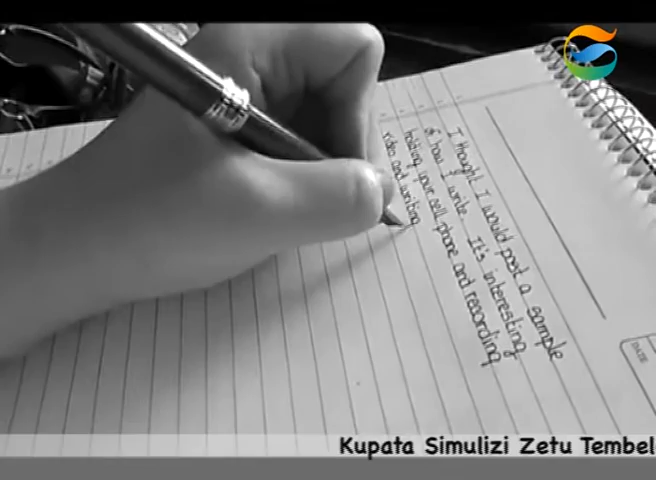 I thought I would post a sample
of how I write. It's interesting
holding your cell phone and recording
video and writing
DATE
Kupata Simulizi Zetu Tembel